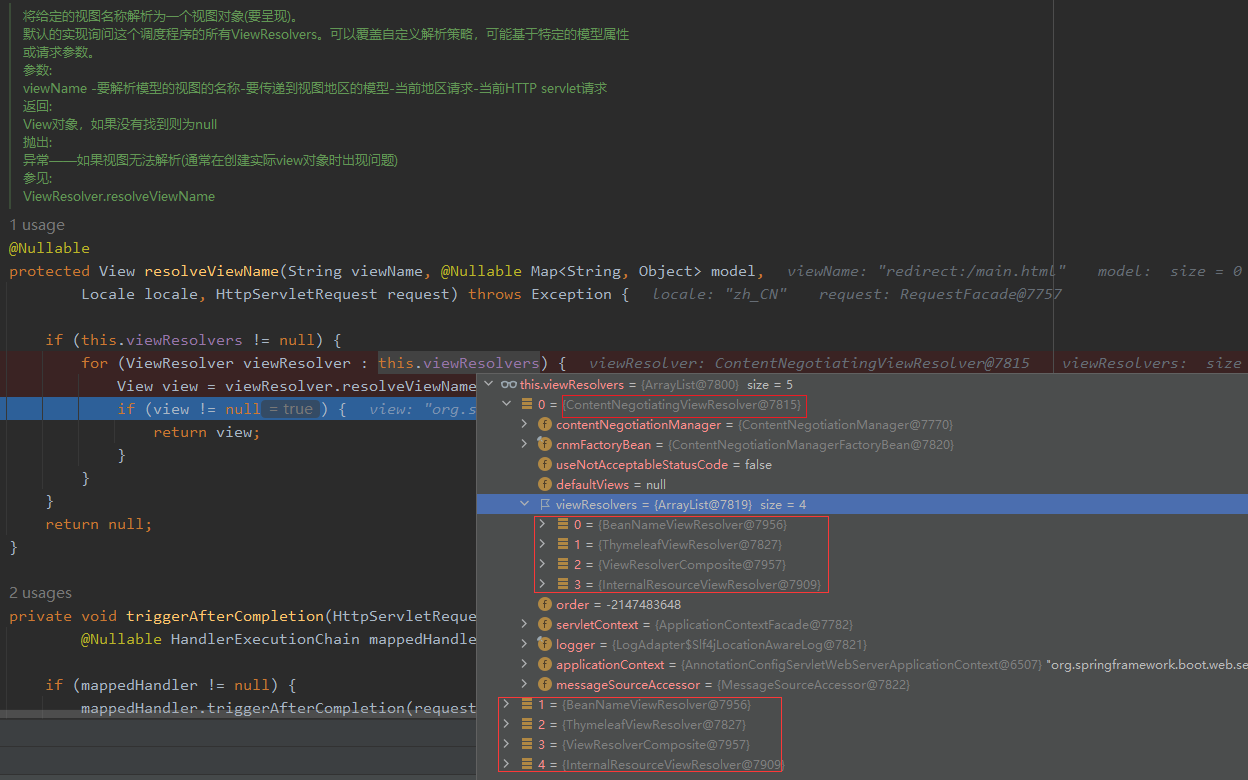 将给定的视图名称解析为一个视图对象(要呈现)。
默认的实现询问这个调度程序的所有ViewResolvers。可以覆盖自定义解析策略，可能基于特定的模型属性
或请求参数。
参数:
viewName -要解析模型的视图的名称-要传递到视图地区的模型-当前地区请求-当前HTTP servlet请求
返回:
View对象，如果没有找到则为null
抛出:
异常——如果视图无法解析(通常在创建实际view对象时出现问题)
参见:
ViewResolver.resolveViewName
1 usage
@Nullable
protected View resolveViewName(String viewName, @Nullable Map<String, Object> model, viewName: "redirect:/main.html" model: size = 0
Locale locale, HttpServletRequest request) throws Exception { locale: "zh_CN" request: RequestFacade@7757
if (this.viewResolvers != null) {
for (ViewResolver viewResolver : this.viewResolvers) { viewResolver: ContentNegotiatingViewResolver@7815 viewResolvers: size
View view = viewResolver.resolveViewName
if (view != null = true ) { view: "org.s
return view;
}
}
}
return null;
}
2 usages
private void triggerAfterCompletion(HttpServletReque
@Nullable HandlerExecutionChain mappedHandle
if (mappedHandler != null) {
mappedHandler.triggerAfterCompletion(request
this.viewResolvers = {ArrayList@7800} size = 5
0 = {ContentNegotiatingViewResolver@7815}
contentNegotiationManager = {ContentNegotiationManager@7770}
cnmFactoryBean = {ContentNegotiationManagerFactoryBean@7820}
useNotAcceptableStatusCode = false
defaultViews = null
viewResolvers = {ArrayList@7819} size = 4
0 = {BeanNameViewResolver@7956}
1 = {ThymeleafViewResolver@7827}
2 = {ViewResolverComposite@7957}
3 = {InternalResourceViewResolver@7909}
order = -2147483648
servletContext = {ApplicationContextFacade@7782}
logger = {LogAdapter$Slf4jLocationAwareLog@7821}
applicationContext = {AnnotationConfigServletWebServerApplicationContext@6507} "org.springframework.boot.web.se
messageSourceAccessor = {MessageSourceAccessor@7822}
1 = {BeanNameViewResolver@7956}
2 = {ThymeleafViewResolver@7827}
3 = {ViewResolverComposite@7957}
4 = {InternalResourceViewResolver@7909}